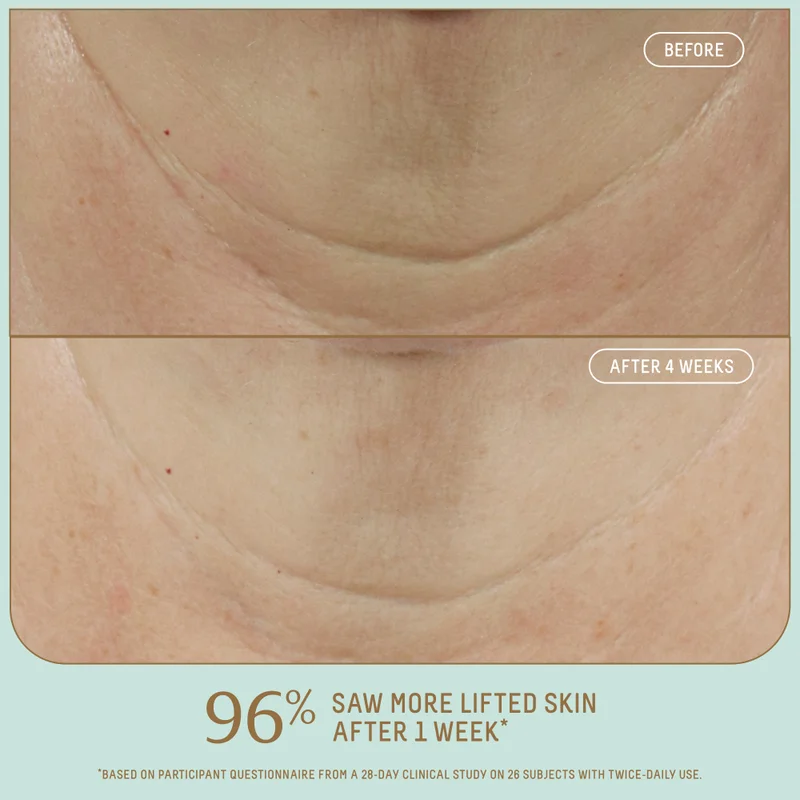 BEFORE
AFTER 4 WEEKS
96% SAW MORE LIFTED SKIN
AFTER 1 WEEK*
*BASED ON PARTICIPANT QUESTIONNAIRE FROM A 28-DAY CLINICAL STUDY ON 26 SUBJECTS WITH TWICE-DAILY USE.